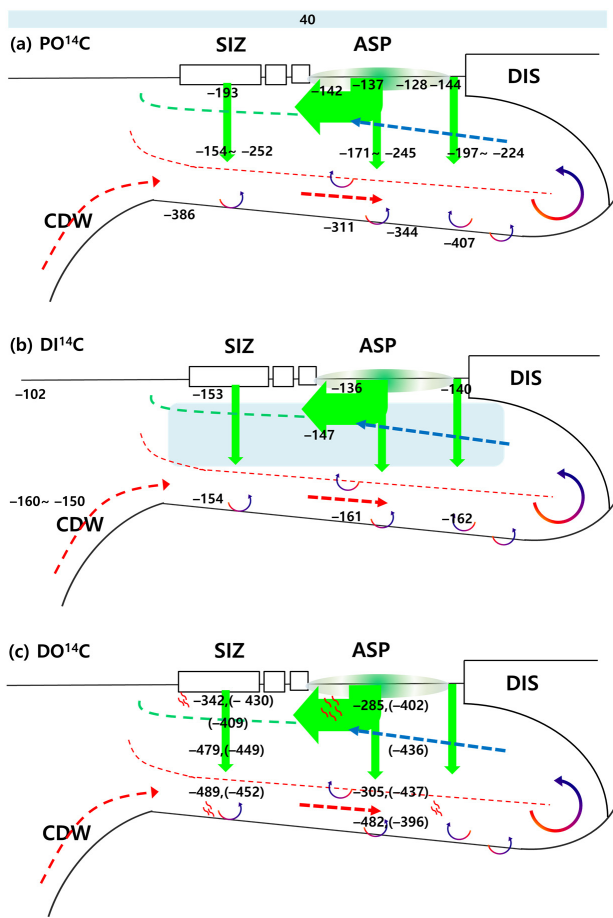 40
(a) PO¹⁴C
SIZ ASP
DIS
−193 −142 −137 −128 −144
−154~ −252 −171~ −245 −197~ −224
CDW
−386 −311 −344 −407
(b) DI¹⁴C
SIZ ASP
DIS
−102 −153 −136 −140
−147
−160~ −150 −154 −161 −162
CDW
(c) DO¹⁴C
SIZ ASP
DIS
−342,(− 430) −285,(−402)
(−409)
−479,(−449) (−436)
−489,(−452) −305,(−437)
CDW −482,(−396)